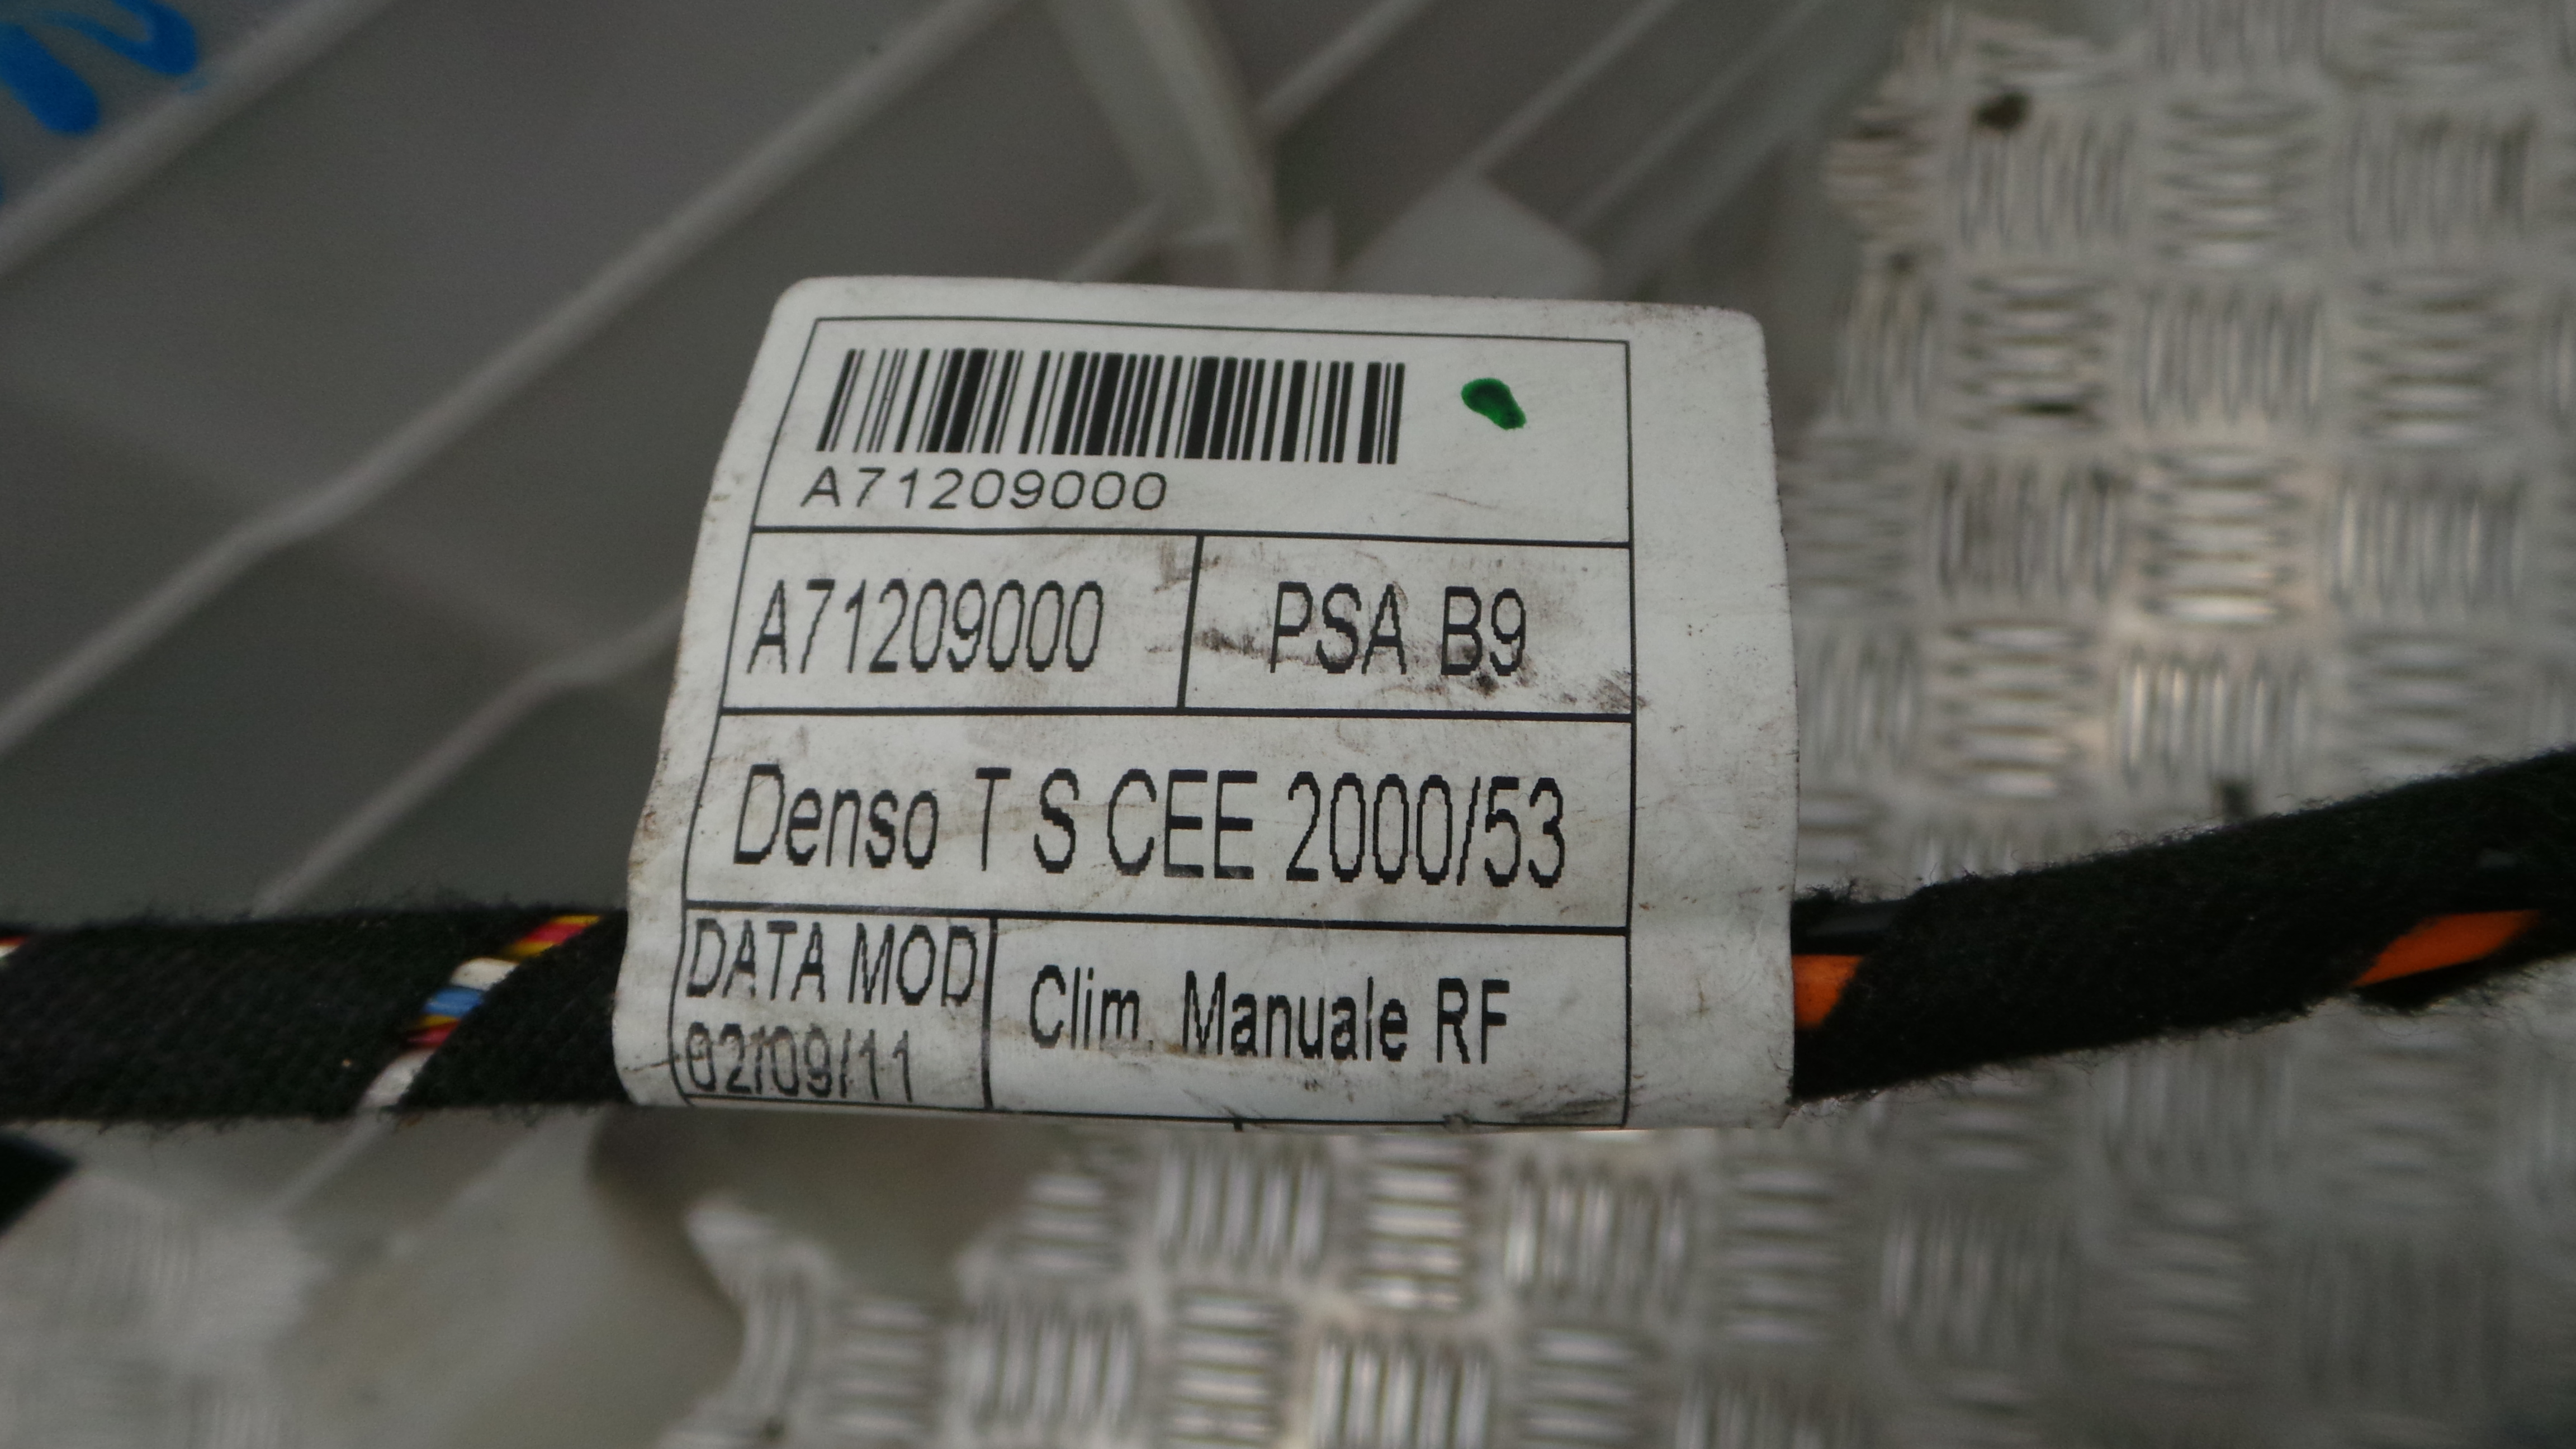 A71209000
A71209000 PSA B9
Denso T S CEE 2000/53
DATA MOD
02/09/11
Clim. Manuale RF